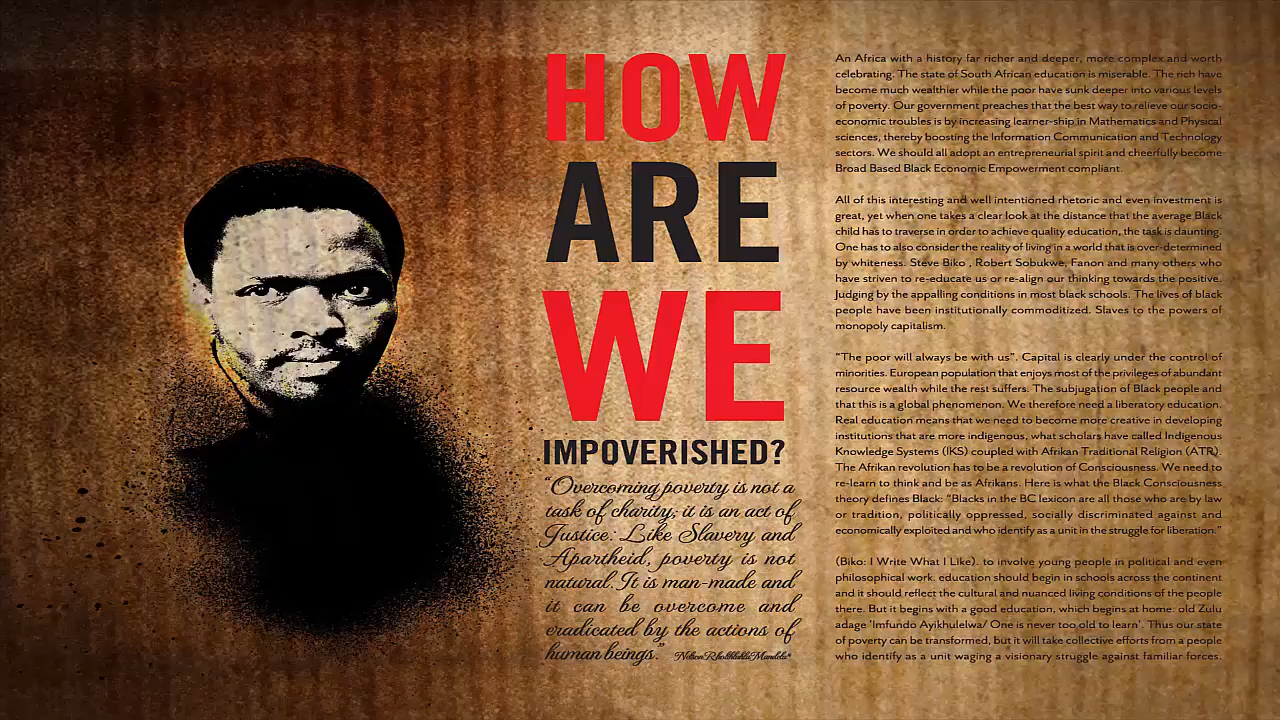 HOW
ARE
WE
IMPOVERISHED?
“Overcoming poverty is not a
task of charity; it is an act of
Justice: Like Slavery and
Apartheid, poverty is not
natural. It is man-made and
it can be overcome and
eradicated by the actions of
human beings.” *Nelson Rholihlahla Mandela*
An Africa with a history far richer and deeper, more complex and worth
celebrating. The state of South African education is miserable. The rich have
become much wealthier while the poor have sunk deeper into various levels
of poverty. Our government preaches that the best way to relieve our socio-
economic troubles is by increasing learner-ship in Mathematics and Physical
sciences, thereby boosting the Information Communication and Technology
sectors. We should all adopt an entrepreneurial spirit and cheerfully become
Broad Based Black Economic Empowerment compliant.
All of this interesting and well intentioned rhetoric and even investment is
great, yet when one takes a clear look at the distance that the average Black
child has to traverse in order to achieve quality education, the task is daunting.
One has to also consider the reality of living in a world that is over-determined
by whiteness. Steve Biko , Robert Sobukwe, Fanon and many others who
have striven to re-educate us or re-align our thinking towards the positive.
Judging by the appalling conditions in most black schools. The lives of black
people have been institutionally commoditized. Slaves to the powers of
monopoly capitalism.
“The poor will always be with us”. Capital is clearly under the control of
minorities. European population that enjoys most of the privileges of abundant
resource wealth while the rest suffers. The subjugation of Black people and
that this is a global phenomenon. We therefore need a liberatory education.
Real education means that we need to become more creative in developing
institutions that are more indigenous, what scholars have called Indigenous
Knowledge Systems (IKS) coupled with Afrikan Traditional Religion (ATR).
The Afrikan revolution has to be a revolution of Consciousness. We need to
re-learn to think and be as Afrikans. Here is what the Black Consciousness
theory defines Black: “Blacks in the BC lexicon are all those who are by law
or tradition, politically oppressed, socially discriminated against and
economically exploited and who identify as a unit in the struggle for liberation.”
(Biko: I Write What I Like). to involve young people in political and even
philosophical work. education should begin in schools across the continent
and it should reflect the cultural and nuanced living conditions of the people
there. But it begins with a good education, which begins at home. old Zulu
adage ‘Imfundo Ayikhulelwa/ One is never too old to learn’. Thus our state
of poverty can be transformed, but it will take collective efforts from a people
who identify as a unit waging a visionary struggle against familiar forces.